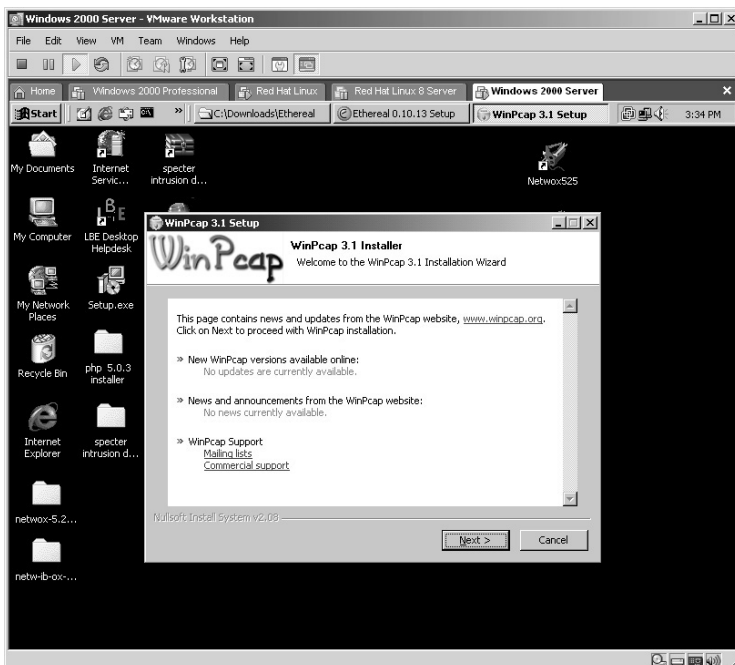 Windows 2000 Server - VMware Workstation
File Edit View VM Team Windows Help
Home Windows 2000 Professional Red Hat Linux Red Hat Linux 8 Server Windows 2000 Server
Start » C:\Downloads\Ethereal Ethereal 0.10.13 Setup WinPcap 3.1 Setup 3:34 PM
My Documents
Internet Servic...
specter intrusion d...
Netwox525
My Computer
LBE Desktop Helpdesk
My Network Places
Setup.exe
Recycle Bin
php 5.0.3 installer
Internet Explorer
specter intrusion d...
netwox-5.2...
netw-ib-ox-...
WinPcap 3.1 Setup
WinPcap
WinPcap 3.1 Installer
Welcome to the WinPcap 3.1 Installation Wizard
This page contains news and updates from the WinPcap website, www.winpcap.org.
Click on Next to proceed with WinPcap installation.
» New WinPcap versions available online:
No updates are currently available.
» News and announcements from the WinPcap website:
No news currently available.
» WinPcap Support
Mailing lists
Commercial support
Nullsoft Install System v2.08
Next > Cancel